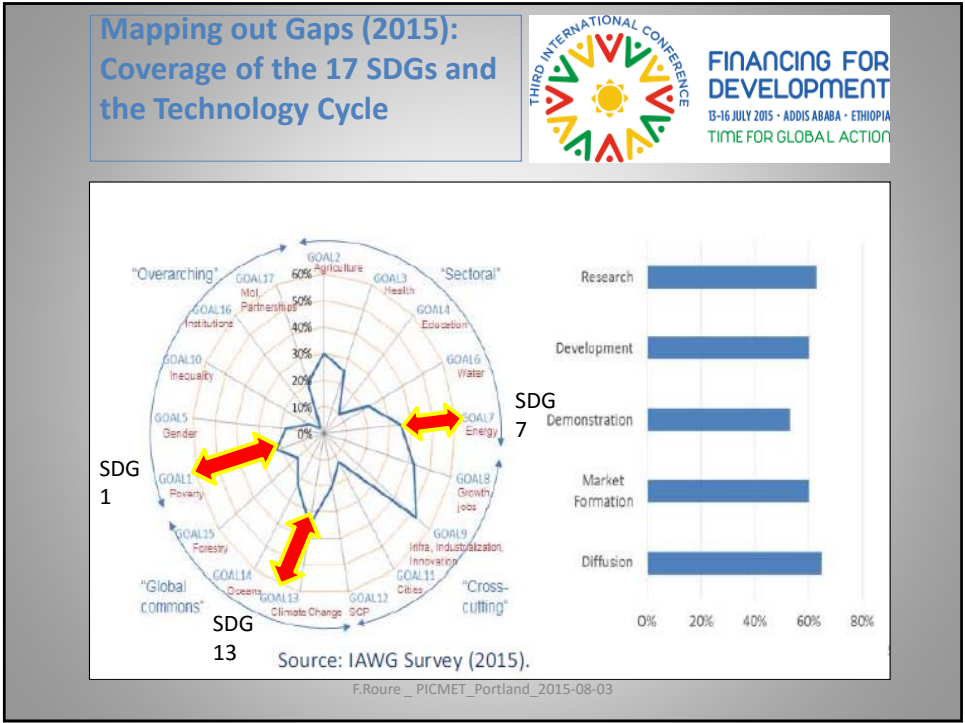 Mapping out Gaps (2015):
Coverage of the 17 SDGs and
the Technology Cycle
THIRD INTERNATIONAL CONFERENCE
FINANCING FOR
DEVELOPMENT
13-16 JULY 2015 · ADDIS ABABA · ETHIOPIA
TIME FOR GLOBAL ACTION
"Overarching"
"Sectoral"
GOAL2
Agriculture
GOAL3
Health
GOAL4
Education
GOAL6
Water
GOAL7
Energy
GOAL8
Growth,
jobs
GOAL9
Infra, Industrialization,
Innovation
GOAL11
Cities
GOAL12
SCP
GOAL13
Climate Change
GOAL14
Oceans
GOAL15
Forestry
GOAL1
Poverty
GOAL5
Gender
GOAL10
Inequality
GOAL16
Institutions
GOAL17
MoI,
Partnerships
60%
50%
40%
30%
20%
10%
0%
"Global
commons"
"Cross-
cutting"
SDG
7
SDG
1
SDG
13
Research
Development
Demonstration
Market
Formation
Diffusion
0% 20% 40% 60% 80%
Source: IAWG Survey (2015).
F.Roure _ PICMET_Portland_2015-08-03